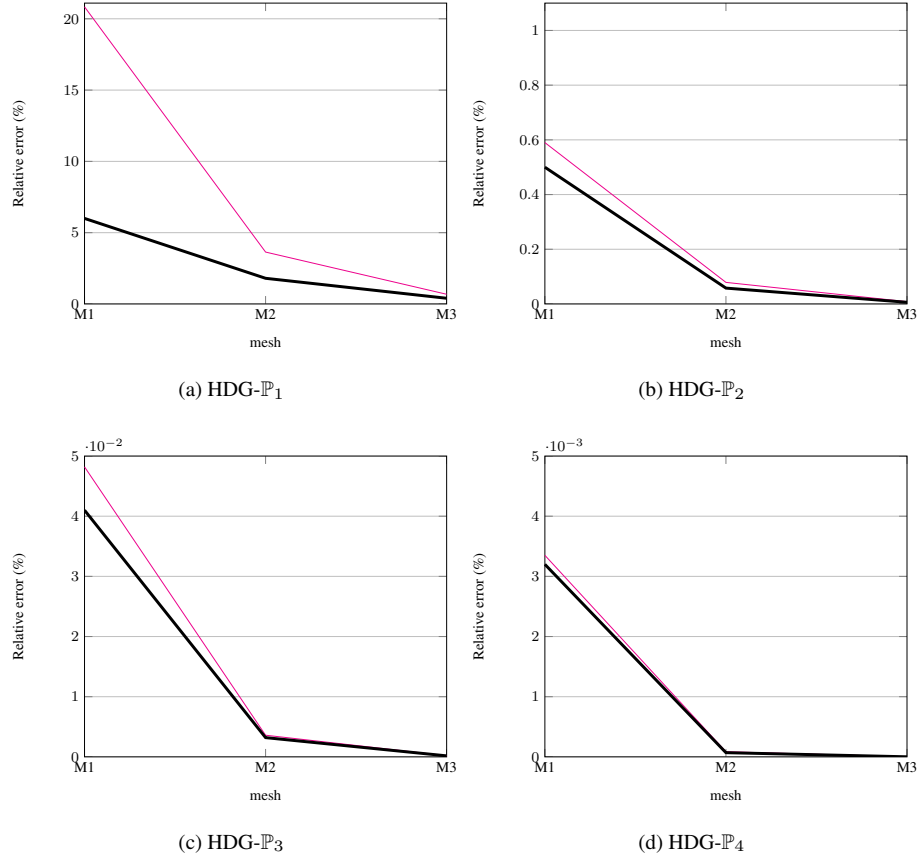 20
15
10
5
0
M1 M2 M3
mesh
Relative error (%)
(a) HDG-ℙ₁
1
0.8
0.6
0.4
0.2
0
M1 M2 M3
mesh
Relative error (%)
(b) HDG-ℙ₂
·10⁻²
5
4
3
2
1
0
M1 M2 M3
mesh
Relative error (%)
(c) HDG-ℙ₃
·10⁻³
5
4
3
2
1
0
M1 M2 M3
mesh
Relative error (%)
(d) HDG-ℙ₄